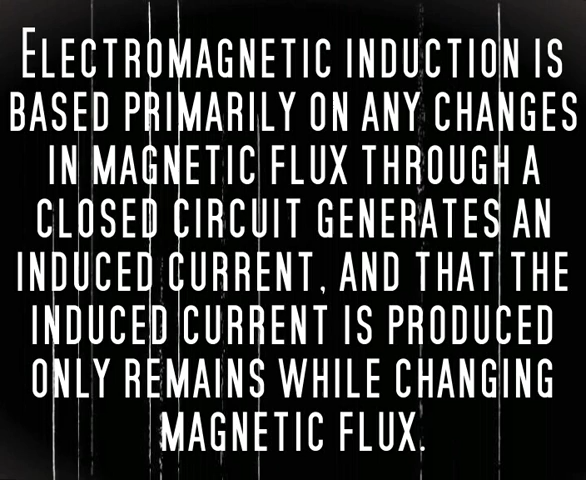 Electromagnetic induction is
based primarily on any changes
in magnetic flux through a
closed circuit generates an
induced current, and that the
induced current is produced
only remains while changing
magnetic flux.